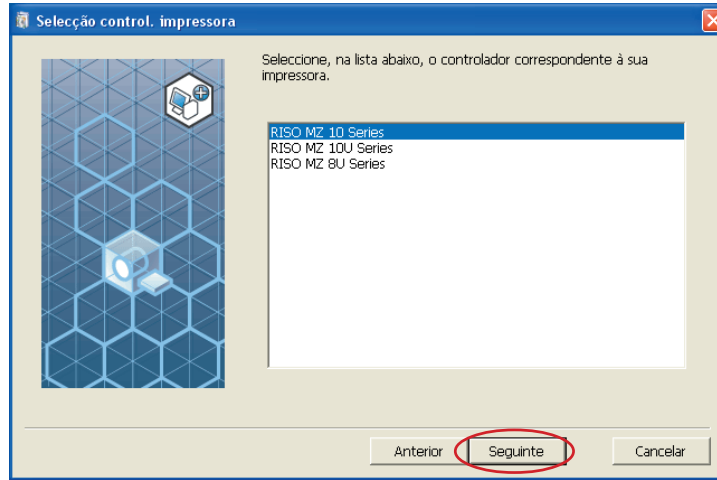 Selecção control. impressora
Seleccione, na lista abaixo, o controlador correspondente à sua
impressora.
RISO MZ 10 Series
RISO MZ 10U Series
RISO MZ 8U Series
Anterior
Seguinte
Cancelar